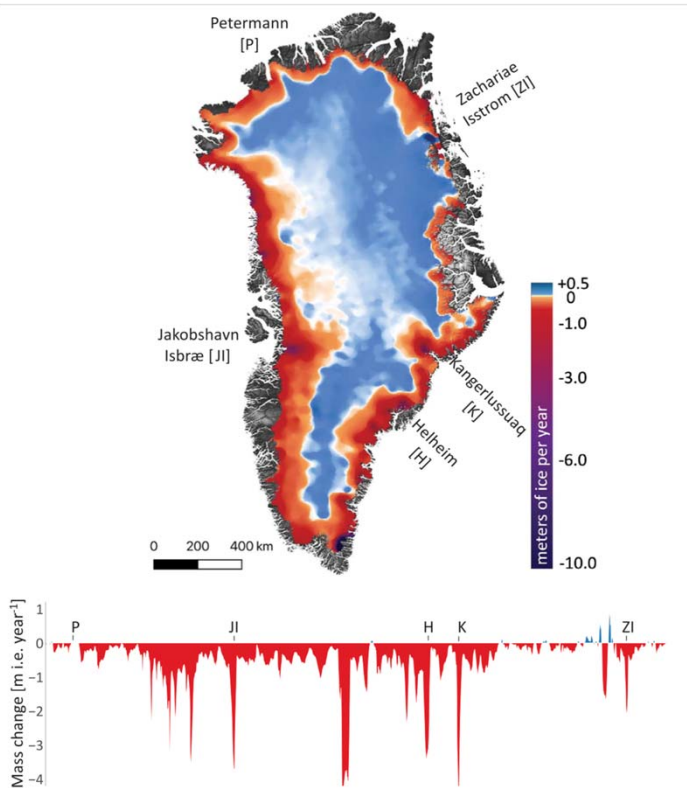 Petermann
[P]
Zachariae
Isstrom [ZI]
Jakobshavn
Isbræ [JI]
Kangerlussuaq
[K]
Helheim
[H]
+0.5
0
-1.0
-3.0
-6.0
-10.0
meters of ice per year
0 200 400 km
Mass change [m i.e. year⁻¹]
1
0
−1
−2
−3
−4
P JI H K ZI